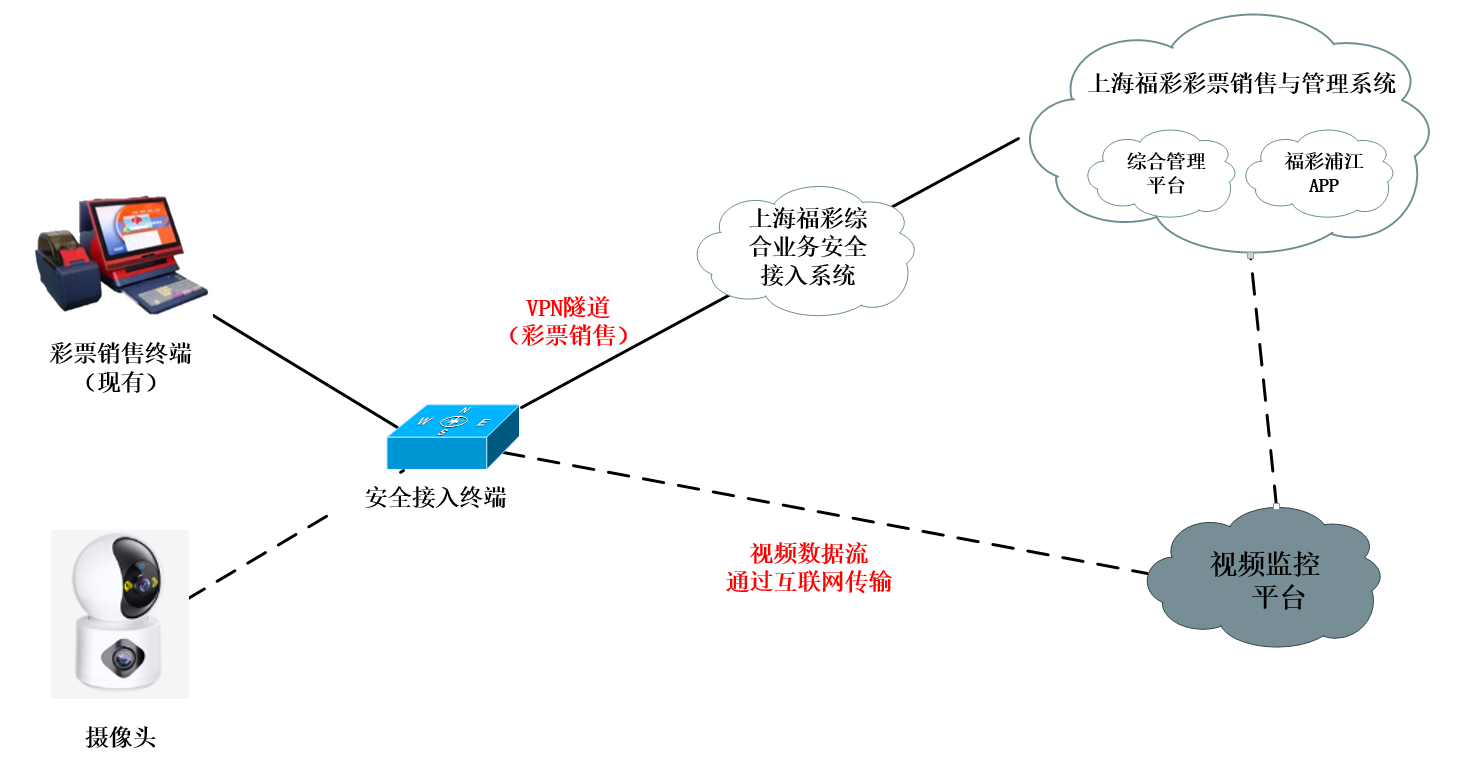 上海福彩彩票销售与管理系统
综合管理
平台
福彩浦江
APP
上海福彩综
合业务安全
接入系统
VPN隧道
（彩票销售）
彩票销售终端
（现有）
N
W
E
S
安全接入终端
视频数据流
通过互联网传输
视频监控
平台
摄像头